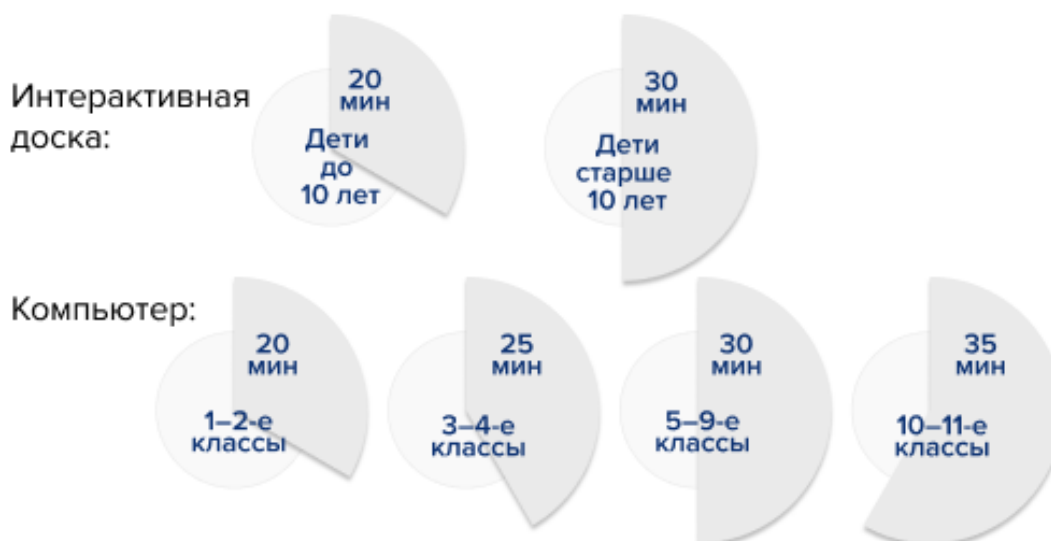 Интерактивная
доска:
20
мин
Дети
до
10 лет
30
мин
Дети
старше
10 лет
Компьютер:
20
мин
1–2-е
классы
25
мин
3–4-е
классы
30
мин
5–9-е
классы
35
мин
10–11-е
классы